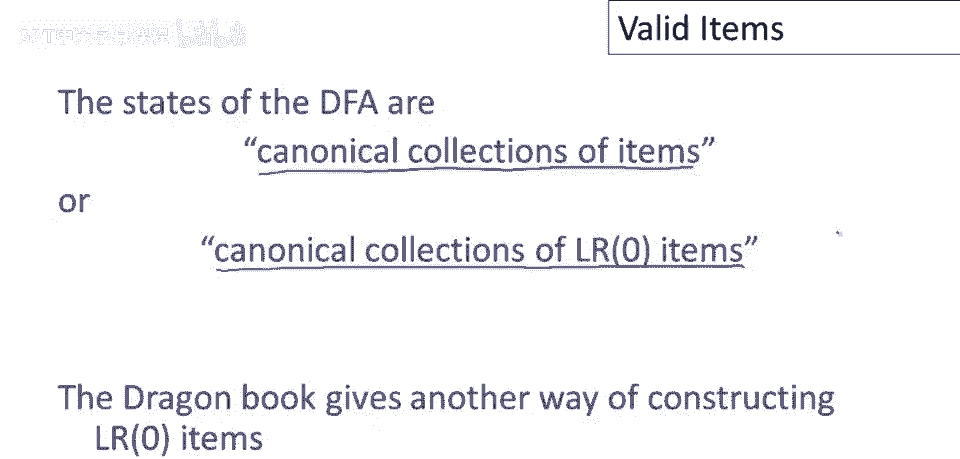 Valid Items
The states of the DFA are
“canonical collections of items”
or
“canonical collections of LR(0) items”
The Dragon book gives another way of constructing
LR(0) items